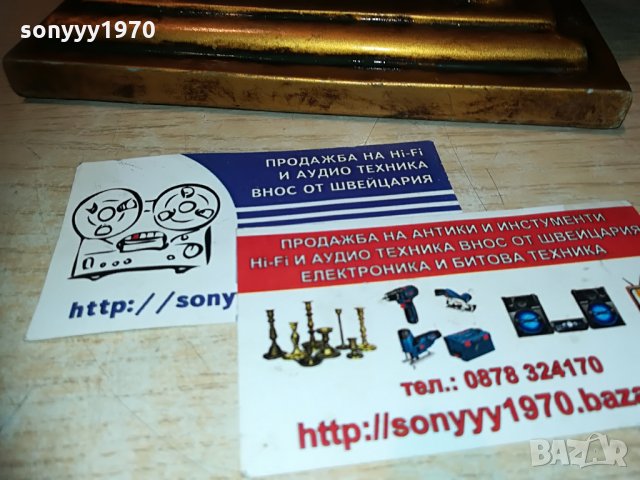 sonyyy1970
ПРОДАЖБА НА Hi-Fi
И АУДИО ТЕХНИКА
ВНОС ОТ ШВЕЙЦАРИЯ
http://sony
ПРОДАЖБА НА АНТИКИ И ИНСТУМЕНТИ
Hi-Fi И АУДИО ТЕХНИКА ВНОС ОТ ШВЕЙЦАРИЯ
ЕЛЕКТРОНИКА И БИТОВА ТЕХНИКА
тел.: 0878 324170
http://sonyyy1970.baza
BAZAR